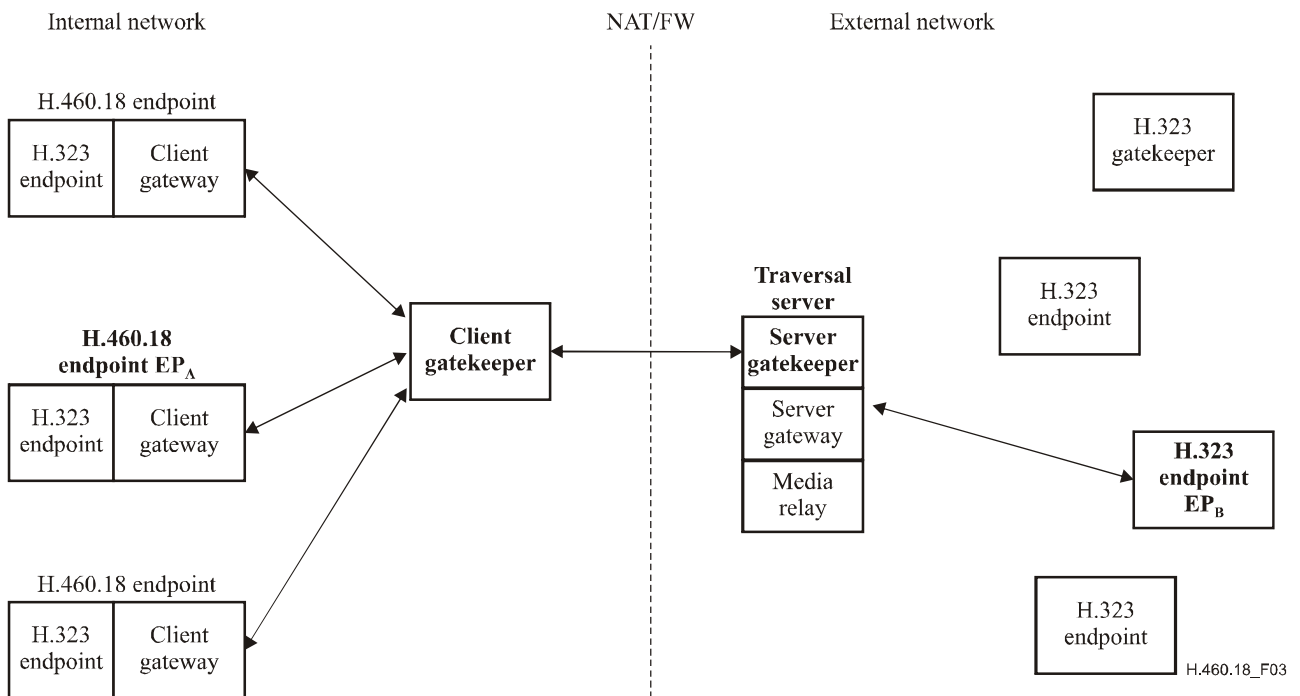 Internal network
NAT/FW
External network
H.460.18 endpoint
H.323
endpoint
Client
gateway
H.460.18
endpoint EPA
H.323
endpoint
Client
gateway
H.460.18 endpoint
H.323
endpoint
Client
gateway
Client
gatekeeper
Traversal
server
Server
gatekeeper
Server
gateway
Media
relay
H.323
gatekeeper
H.323
endpoint
H.323
endpoint
EPB
H.323
endpoint
H.460.18_F03